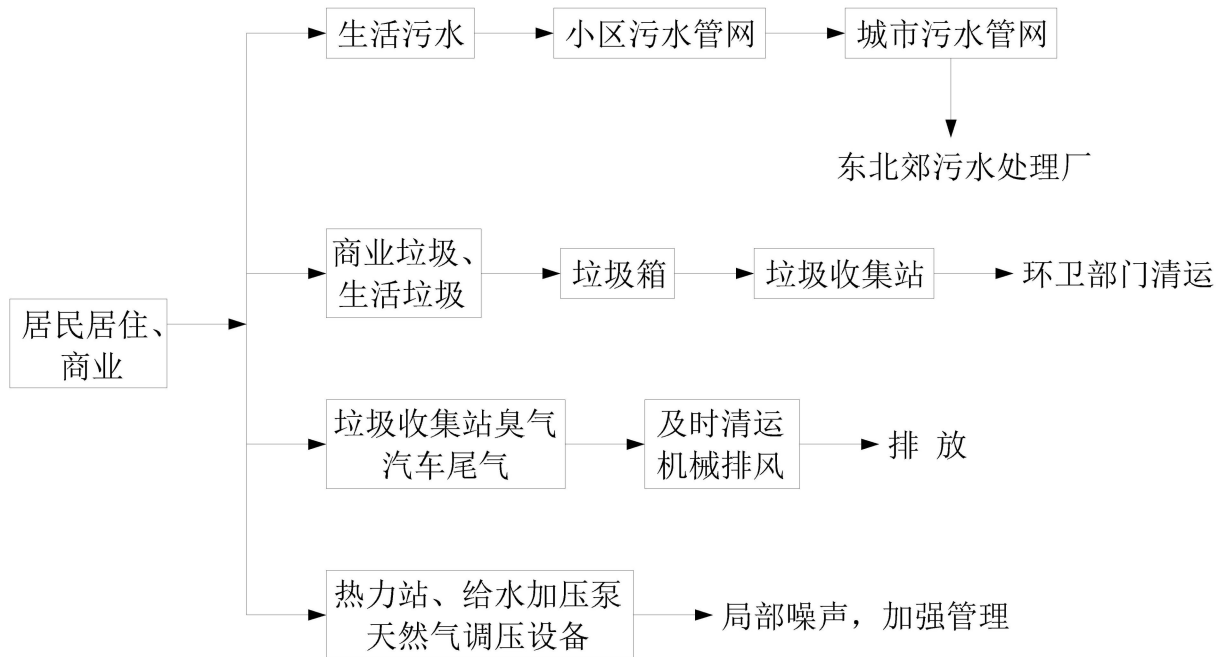 生活污水
小区污水管网
城市污水管网
东北郊污水处理厂
商业垃圾、
生活垃圾
垃圾箱
垃圾收集站
环卫部门清运
居民居住、
商业
垃圾收集站臭气
汽车尾气
及时清运
机械排风
排 放
热力站、给水加压泵
天然气调压设备
局部噪声，加强管理